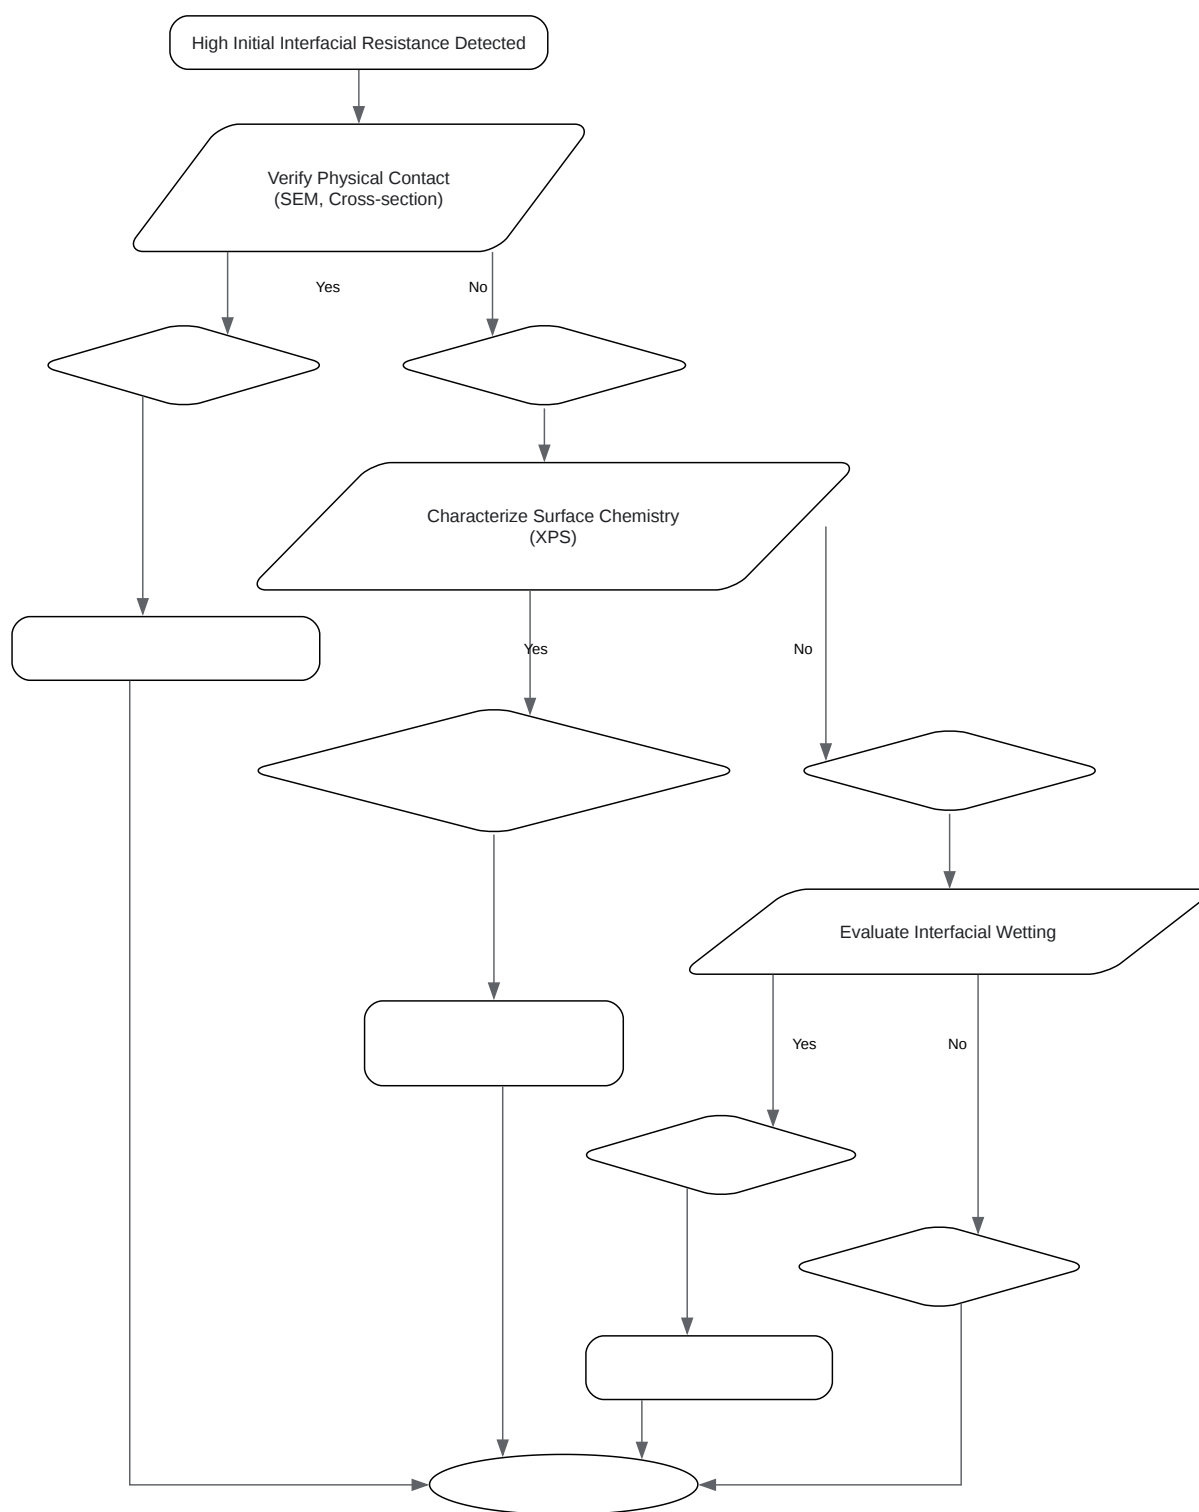 High Initial Interfacial Resistance Detected
Verify Physical Contact
(SEM, Cross-section)
Yes
No
Characterize Surface Chemistry
(XPS)
Yes
No
Evaluate Interfacial Wetting
Yes
No